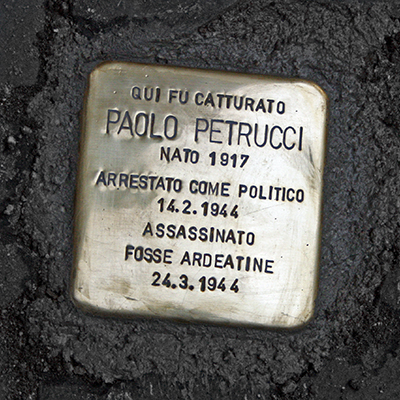 QUI FU CATTURATO
PAOLO PETRUCCI
NATO 1917
ARRESTATO COME POLITICO
14.2.1944
ASSASSINATO
FOSSE ARDEATINE
24.3.1944